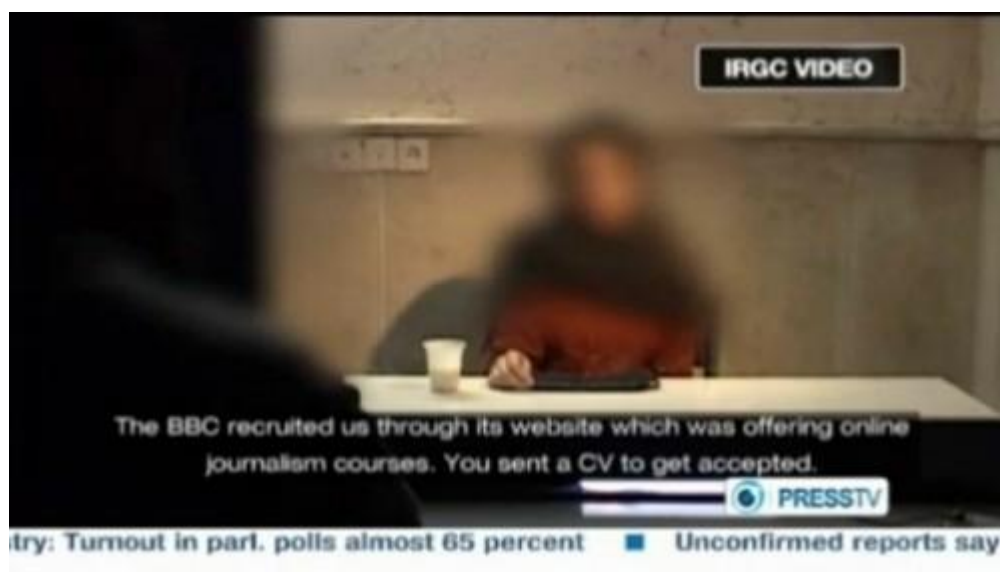 IRGC VIDEO
The BBC recruited us through its website which was offering online
journalism courses. You sent a CV to get accepted.
PRESSTV
try: Turnout in parl. polls almost 65 percent ■ Unconfirmed reports say